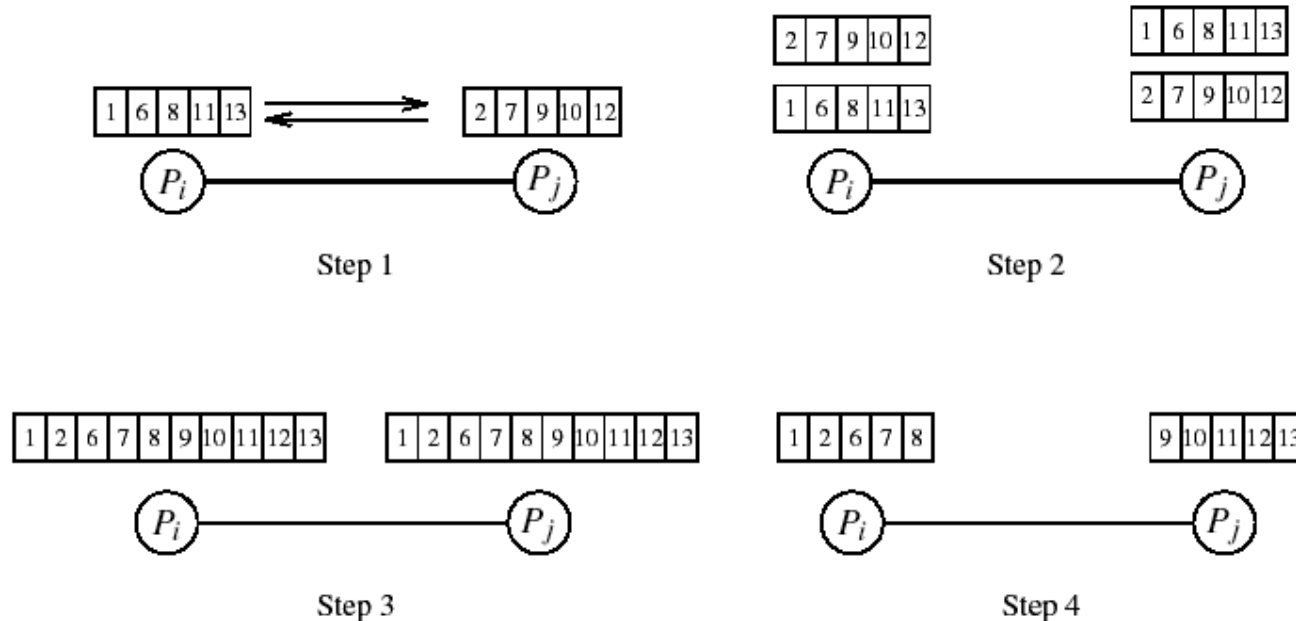 1 6 8 11 13 2 7 9 10 12
P_i P_j
Step 1
2 7 9 10 12 1 6 8 11 13
1 6 8 11 13 2 7 9 10 12
P_i P_j
Step 2
1 2 6 7 8 9 10 11 12 13 1 2 6 7 8 9 10 11 12 13
P_i P_j
Step 3
1 2 6 7 8 9 10 11 12 13
P_i P_j
Step 4